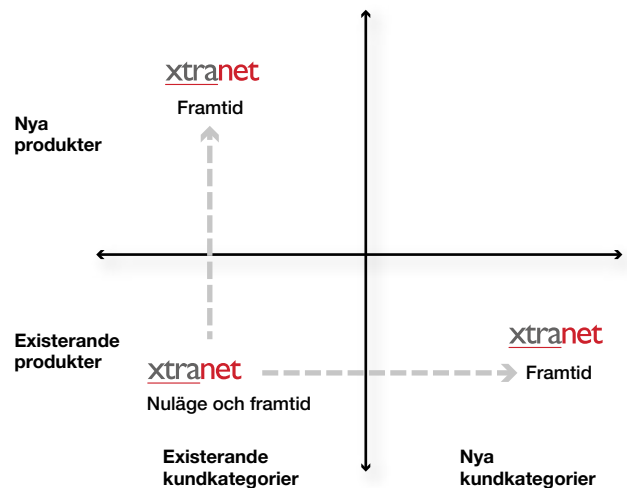 xtranet
Framtid
Nya
produkter
Existerande
produkter
xtranet
Nuläge och framtid
xtranet
Framtid
Existerande
kundkategorier
Nya
kundkategorier